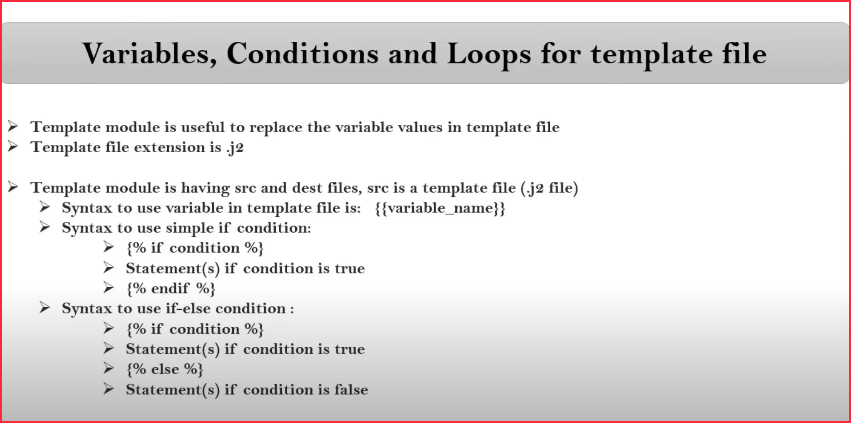 Variables, Conditions and Loops for template file
Template module is useful to replace the variable values in template file
Template file extension is .j2
Template module is having src and dest files, src is a template file (.j2 file)
Syntax to use variable in template file is: {{variable_name}}
Syntax to use simple if condition:
{% if condition %}
Statement(s) if condition is true
{% endif %}
Syntax to use if-else condition :
{% if condition %}
Statement(s) if condition is true
{% else %}
Statement(s) if condition is false